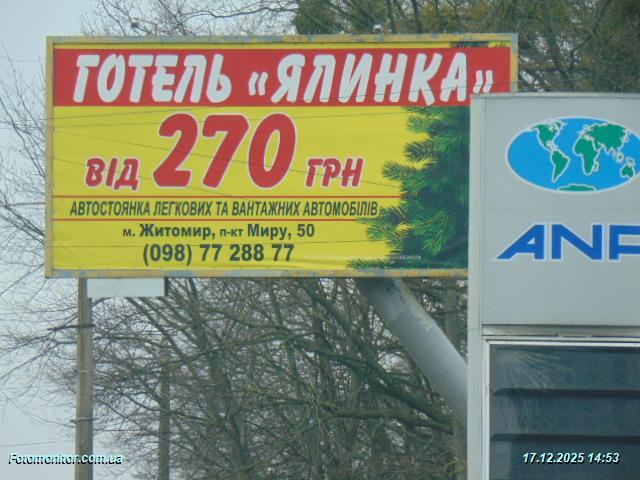 ГОТЕЛЬ «ЯЛИНКА»
ВІД 270 ГРН
АВТОСТОЯНКА ЛЕГКОВИХ ТА ВАНТАЖНИХ АВТОМОБІЛІВ
м. Житомир, п-кт Миру, 50
(098) 77 288 77
ANP
Fotomonitor.com.ua
17.12.2025 14:53